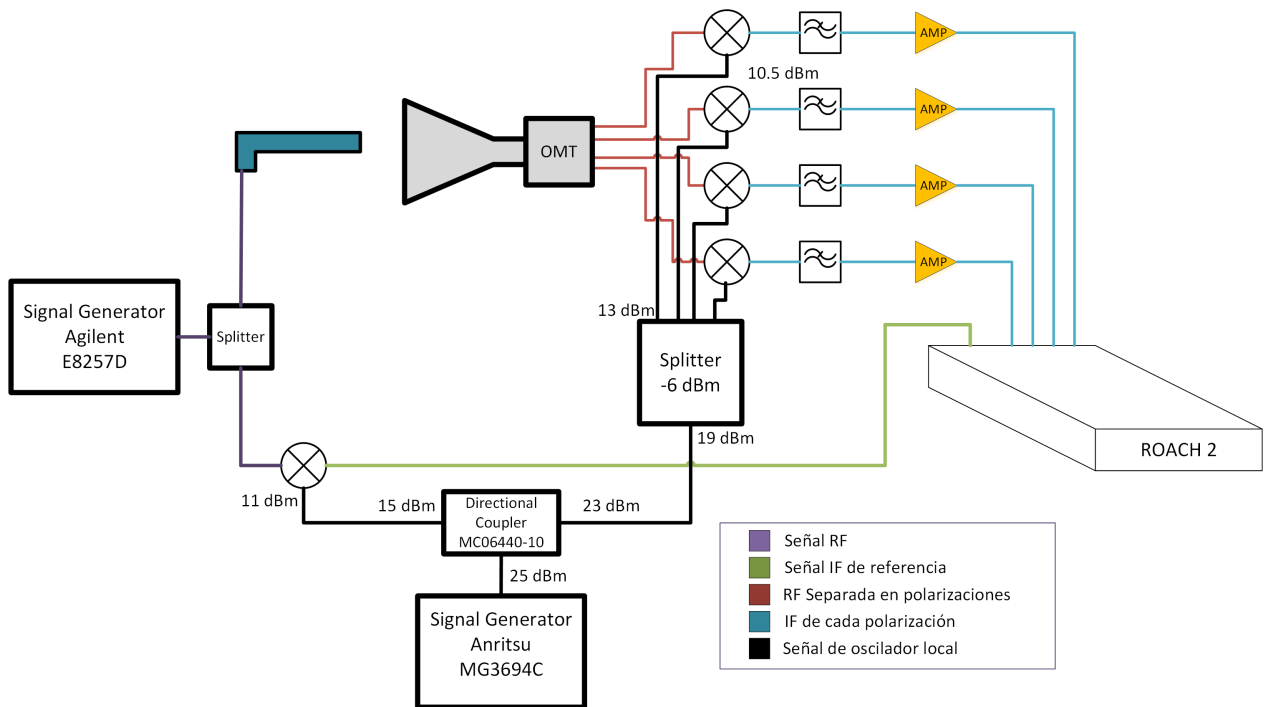 AMP
10.5 dBm
AMP
OMT
AMP
AMP
Signal Generator
Agilent
E8257D
Splitter
13 dBm
Splitter
-6 dBm
19 dBm
ROACH 2
11 dBm
15 dBm
Directional
Coupler
MC06440-10
23 dBm
25 dBm
Signal Generator
Anritsu
MG3694C
Señal RF
Señal IF de referencia
RF Separada en polarizaciones
IF de cada polarización
Señal de oscilador local